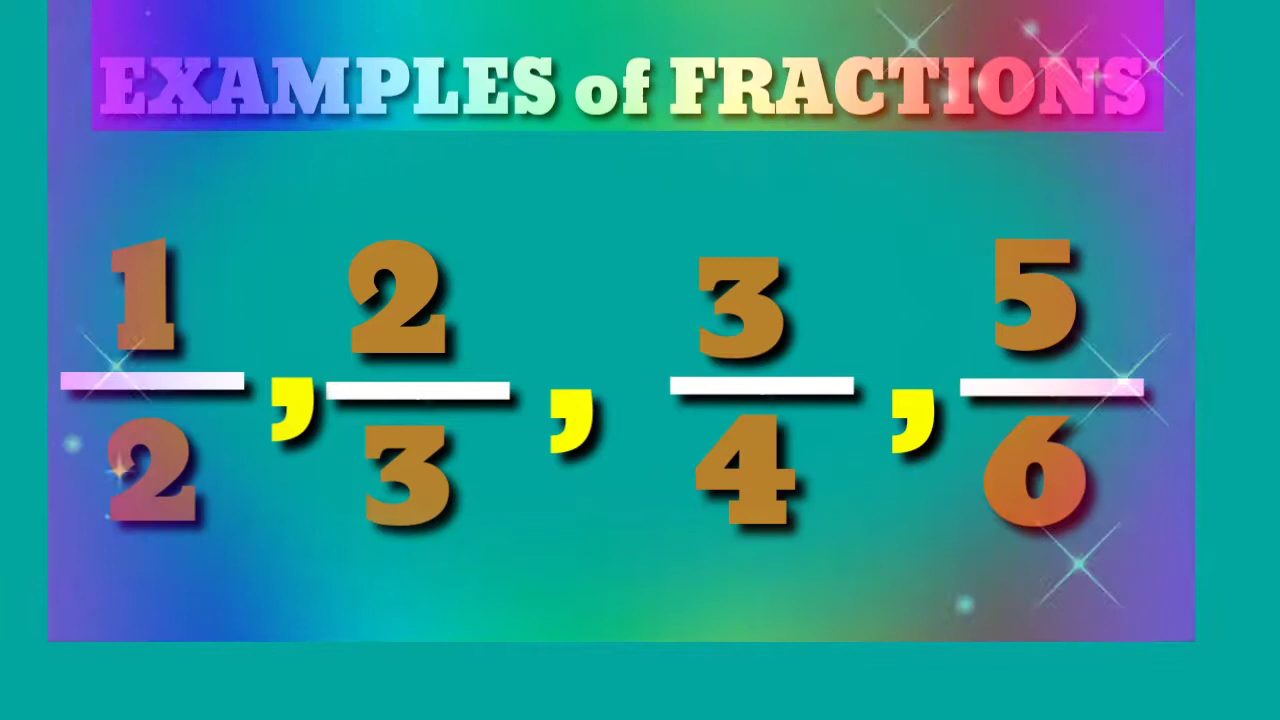 EXAMPLES of FRACTIONS
1/2, 2/3, 3/4, 5/6